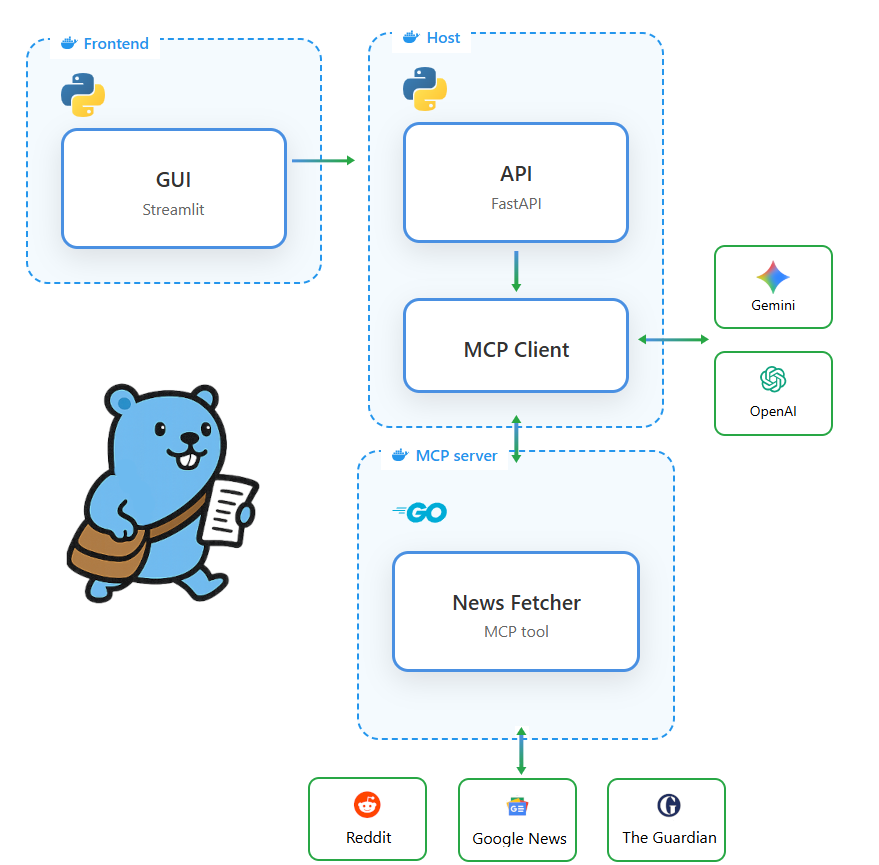 Frontend
GUI
Streamlit
Host
API
FastAPI
MCP Client
Gemini
OpenAI
MCP server
GO
News Fetcher
MCP tool
Reddit
GE
Google News
G
The Guardian